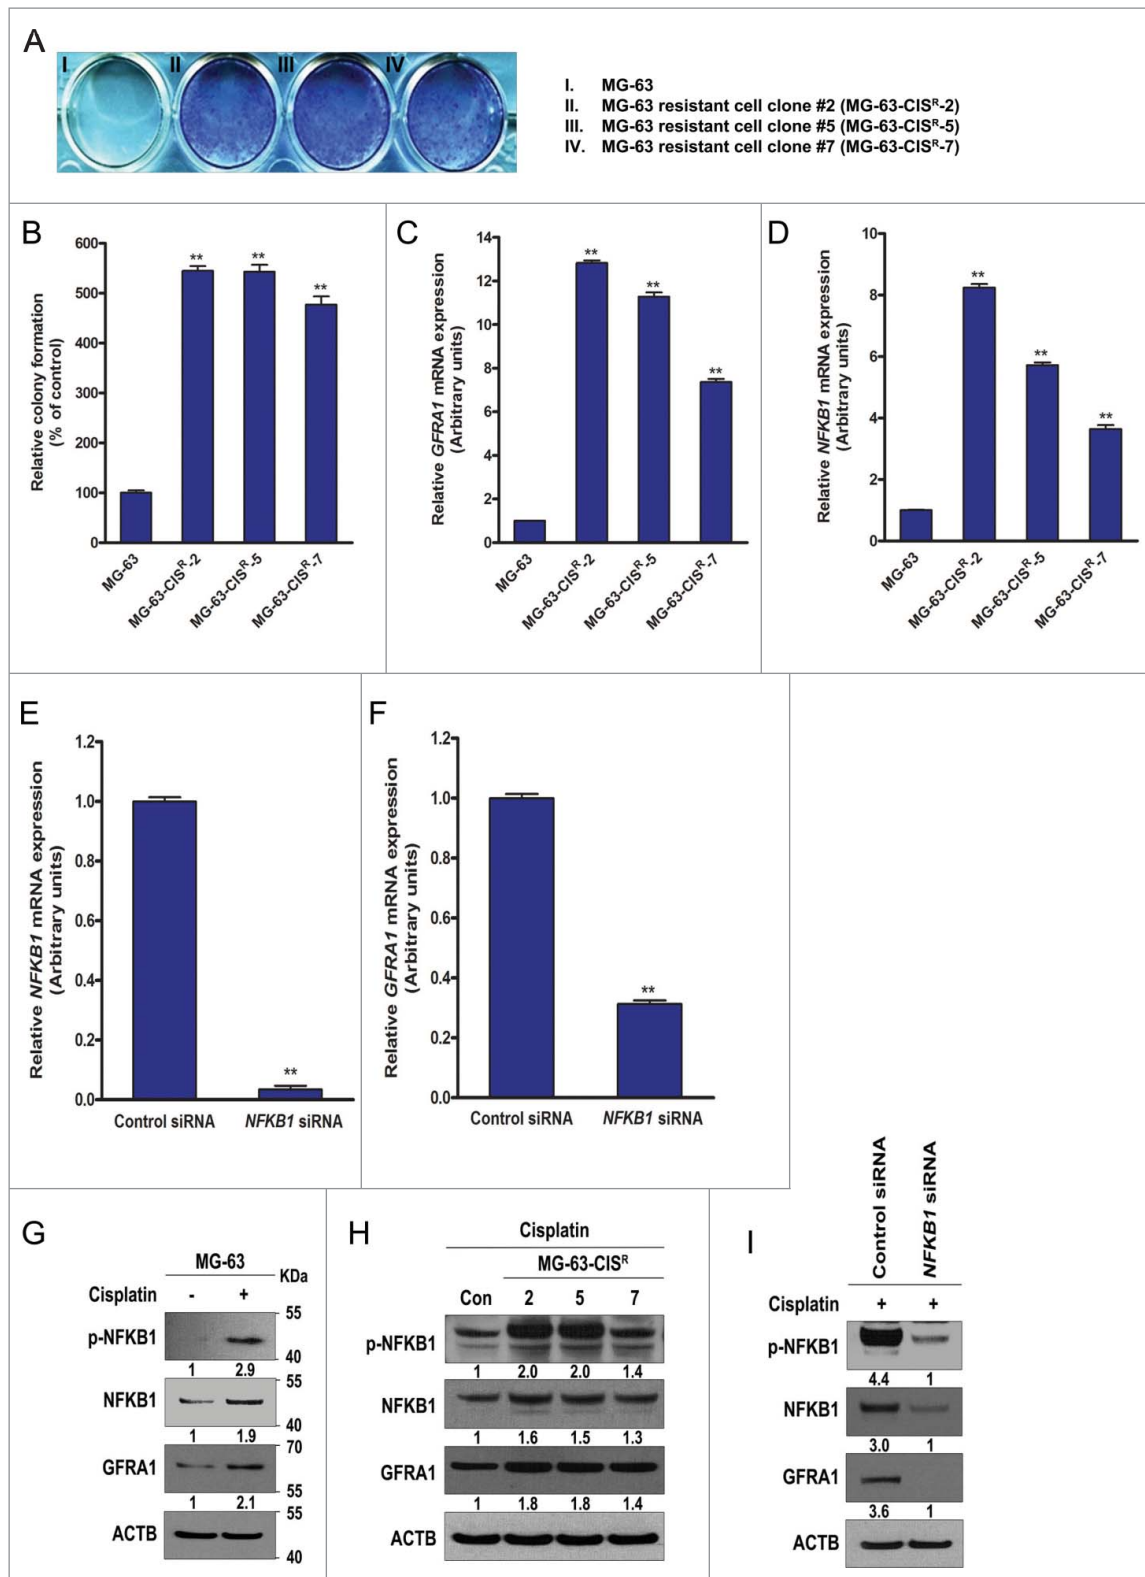 A
I II III IV
I. MG-63
II. MG-63 resistant cell clone #2 (MG-63-CISᴿ-2)
III. MG-63 resistant cell clone #5 (MG-63-CISᴿ-5)
IV. MG-63 resistant cell clone #7 (MG-63-CISᴿ-7)
B
Relative colony formation
(% of control)
600
500
400
300
200
100
0
**
**
**
MG-63
MG-63-CISᴿ-2
MG-63-CISᴿ-5
MG-63-CISᴿ-7
C
Relative GFRA1 mRNA expression
(Arbitrary units)
14
12
10
8
6
4
2
0
**
**
**
MG-63
MG-63-CISᴿ-2
MG-63-CISᴿ-5
MG-63-CISᴿ-7
D
Relative NFKB1 mRNA expression
(Arbitrary units)
10
8
6
4
2
0
**
**
**
MG-63
MG-63-CISᴿ-2
MG-63-CISᴿ-5
MG-63-CISᴿ-7
E
Relative NFKB1 mRNA expression
(Arbitrary units)
1.2
1.0
0.8
0.6
0.4
0.2
0.0
**
Control siRNA NFKB1 siRNA
F
Relative GFRA1 mRNA expression
(Arbitrary units)
1.2
1.0
0.8
0.6
0.4
0.2
0.0
**
Control siRNA NFKB1 siRNA
G
MG-63
KDa
Cisplatin - +
55
p-NFKB1
40
1 2.9
55
NFKB1
40
1 1.9
70
GFRA1
55
1 2.1
55
ACTB
40
H
Cisplatin
MG-63-CISᴿ
Con 2 5 7
p-NFKB1
1 2.0 2.0 1.4
NFKB1
1 1.6 1.5 1.3
GFRA1
1 1.8 1.8 1.4
ACTB
I
Control siRNA
NFKB1 siRNA
Cisplatin + +
p-NFKB1
4.4 1
NFKB1
3.0 1
GFRA1
3.6 1
ACTB